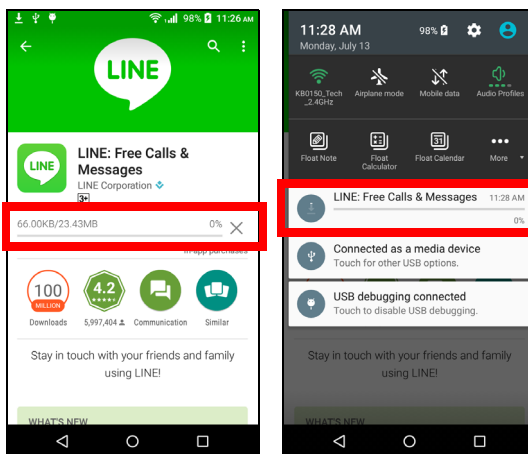 98% 11:26 AM
LINE
LINE
LINE: Free Calls &
Messages
LINE Corporation
3+
66.00KB/23.43MB 0%
In-app purchases
100
MILLION
4.2
Downloads 5,997,404 Communication Similar
Stay in touch with your friends and family
using LINE!
WHAT'S NEW
11:28 AM 98%
Monday, July 13
KB0150_Tech
_2.4GHz
Airplane mode
Mobile data
Audio Profiles
31
Float Note
Float
Calculator
Float Calendar
More
LINE: Free Calls & Messages 11:28 AM
0%
Connected as a media device
Touch for other USB options.
USB debugging connected
Touch to disable USB debugging.
Stay in touch with your friends and family
using LINE!
WHAT'S NEW